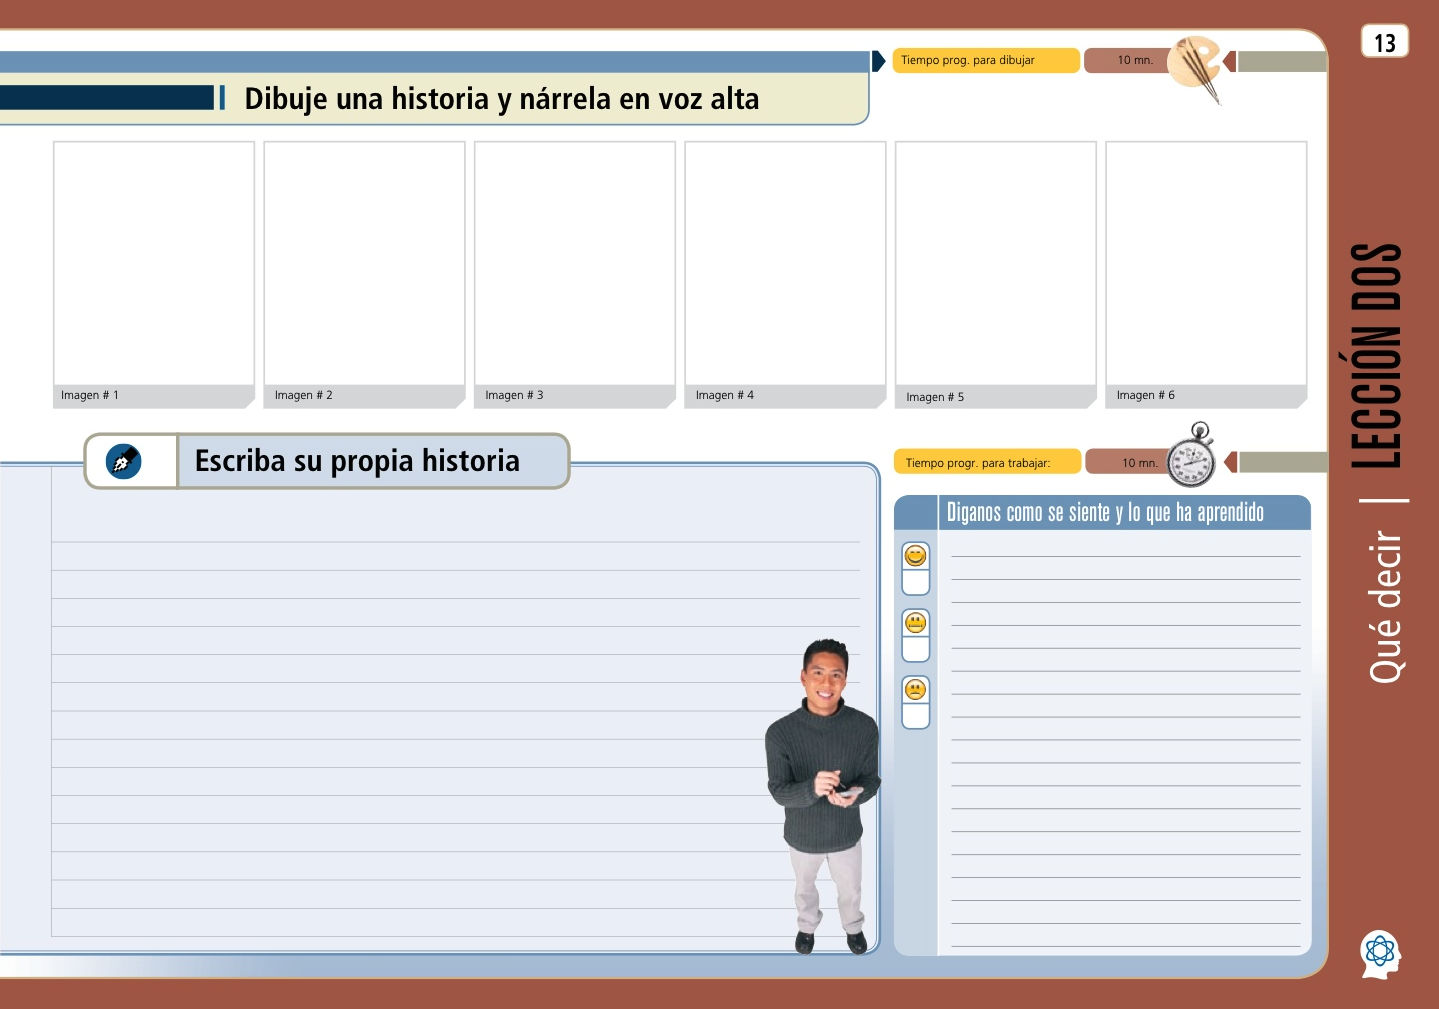 13
Tiempo prog. para dibujar
10 mn.
Dibuje una historia y nárrela en voz alta
Imagen # 1
Imagen # 2
Imagen # 3
Imagen # 4
Imagen # 5
Imagen # 6
Escriba su propia historia
Tiempo progr. para trabajar:
10 mn.
Diganos como se siente y lo que ha aprendido
Qué decir | LECCIÓN DOS